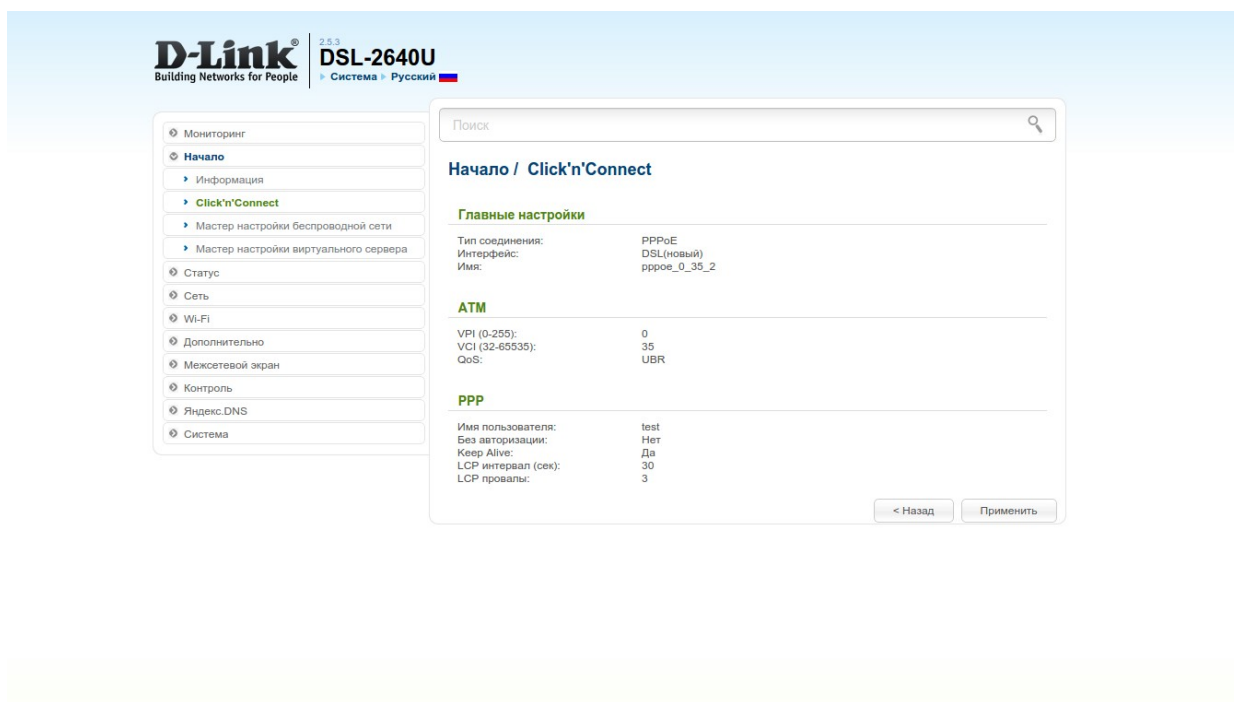 D-Link®
Building Networks for People
2.5.3
DSL-2640U
Система Русский
Мониторинг
Начало
Информация
Click'n'Connect
Мастер настройки беспроводной сети
Мастер настройки виртуального сервера
Статус
Сеть
Wi-Fi
Дополнительно
Межсетевой экран
Контроль
Яндекс.DNS
Система
Поиск
Начало / Click'n'Connect
Главные настройки
Тип соединения: PPPoE
Интерфейс: DSL(новый)
Имя: pppoe_0_35_2
ATM
VPI (0-255): 0
VCI (32-65535): 35
QoS: UBR
PPP
Имя пользователя: test
Без авторизации: Нет
Keep Alive: Да
LCP интервал (сек): 30
LCP провалы: 3
< Назад Применить